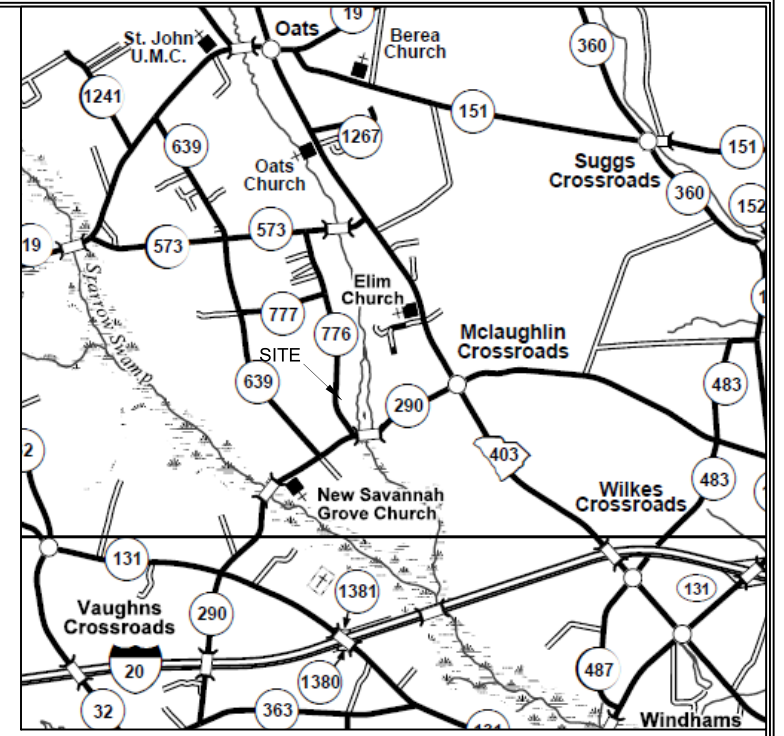 St. John
U.M.C.
Oats
19
Berea
Church
360
1241
639
1267
151
151
Oats
Church
Suggs
Crossroads
360
152
19
573
573
Sparrow Swamp
Elim
Church
777
776
Mclaughlin
Crossroads
SITE
639
290
483
403
2
483
New Savannah
Grove Church
Wilkes
Crossroads
131
1381
131
Vaughns
Crossroads
290
20
1380
487
32
363
Windhams